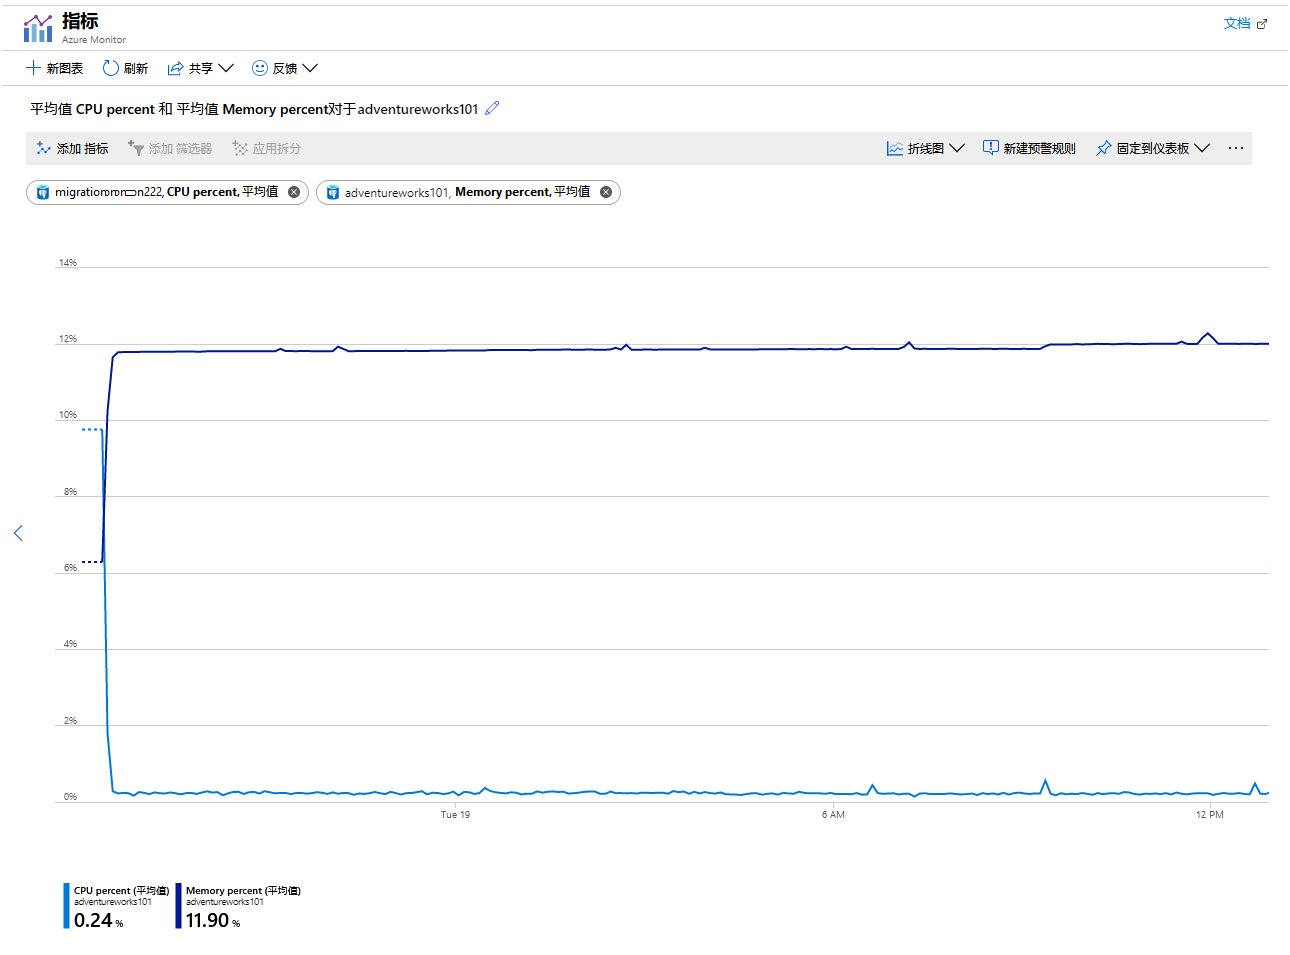 指标
Azure Monitor
文档
新图表 刷新 共享 反馈
平均值 CPU percent 和 平均值 Memory percent对于adventureworks101
添加 指标 添加 筛选器 应用拆分 折线图 新建预警规则 固定到仪表板 ...
CPU percent, 平均值 adventureworks101, Memory percent, 平均值
14%
12%
10%
8%
6%
4%
2%
0%
Tue 19 6 AM 12 PM
CPU percent (平均值) Memory percent (平均值)
adventureworks101 adventureworks101
0.24 % 11.90 %